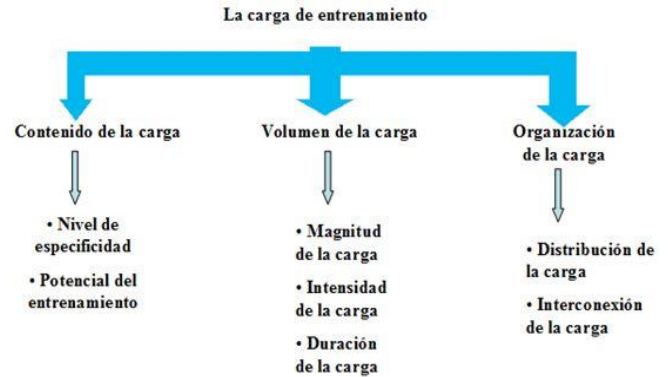 La carga de entrenamiento
Contenido de la carga
• Nivel de
especificidad
• Potencial del
entrenamiento
Volumen de la carga
• Magnitud
de la carga
• Intensidad
de la carga
• Duración
de la carga
Organización
de la carga
• Distribución de
la carga
• Interconexión
de la carga